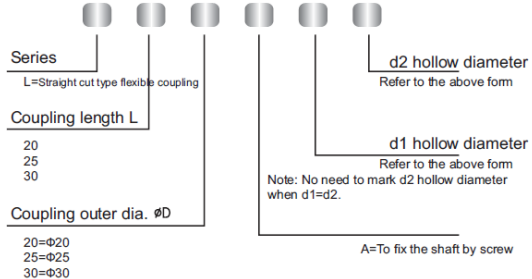 Series
L=Straight cut type flexible coupling
Coupling length L
20
25
30
Coupling outer dia. øD
20=Φ20
25=Φ25
30=Φ30
d2 hollow diameter
Refer to the above form
d1 hollow diameter
Refer to the above form
Note: No need to mark d2 hollow diameter
when d1=d2.
A=To fix the shaft by screw